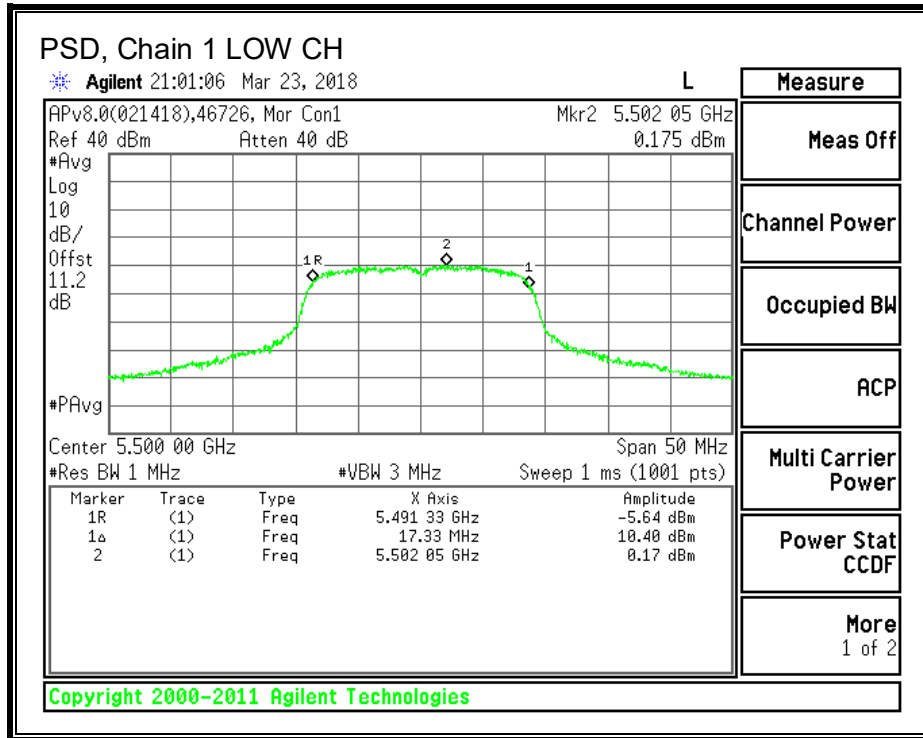 PSD, Chain 1 LOW CH
Agilent 21:01:06 Mar 23, 2018 L
APv8.0(021418),46726, Mor Con1 Mkr2 5.502 05 GHz
Ref 40 dBm Atten 40 dB 0.175 dBm
#Avg
Log
10
dB/
Offst
11.2
dB
1R
2
1
#PAvg
Center 5.500 00 GHz Span 50 MHz
#Res BW 1 MHz #VBW 3 MHz Sweep 1 ms (1001 pts)
Marker Trace Type X Axis Amplitude
1R (1) Freq 5.491 33 GHz -5.64 dBm
1Δ (1) Freq 17.33 MHz 10.40 dBm
2 (1) Freq 5.502 05 GHz 0.17 dBm
Measure
Meas Off
Channel Power
Occupied BW
ACP
Multi Carrier
Power
Power Stat
CCDF
More
1 of 2
Copyright 2000-2011 Agilent Technologies